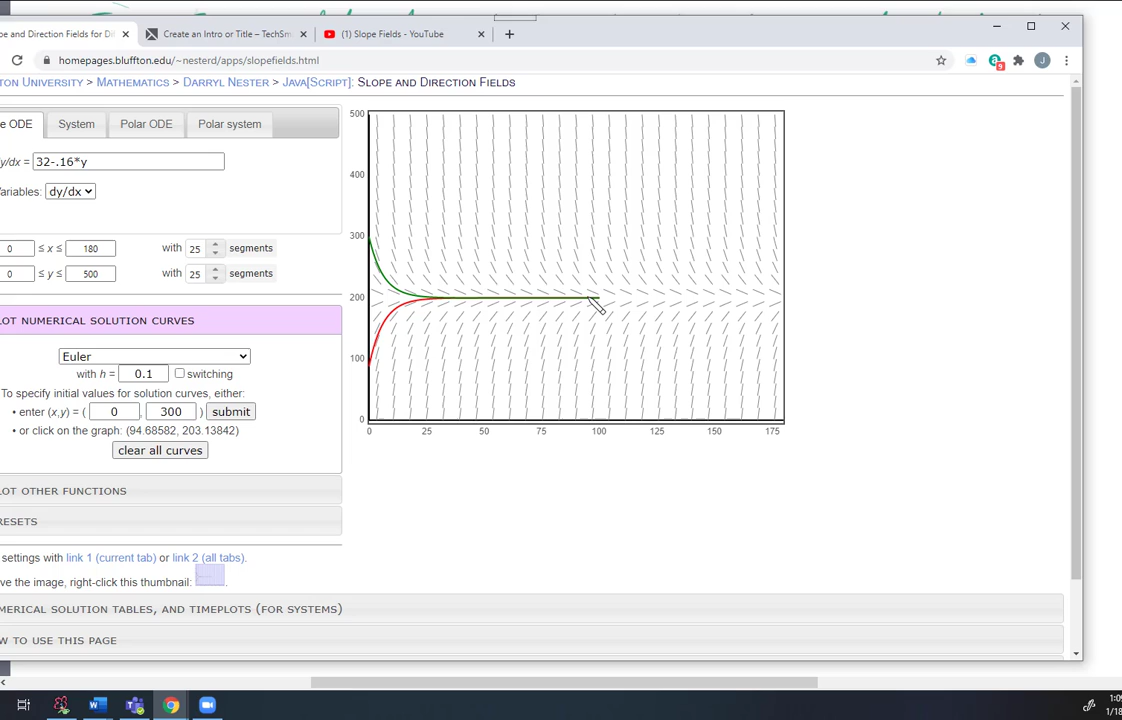 e and Direction Fields for Di ×
Create an Intro or Title – TechSm ×
(1) Slope Fields - YouTube ×
+
homepages.bluffton.edu/~nesterd/apps/slopefields.html
9
J
TON UNIVERSITY > MATHEMATICS > DARRYL NESTER > JAVA[SCRIPT]: SLOPE AND DIRECTION FIELDS
e ODE System Polar ODE Polar system
y/dx = 32-.16*y
ariables: dy/dx
0 ≤ x ≤ 180 with 25 segments
0 ≤ y ≤ 500 with 25 segments
LOT NUMERICAL SOLUTION CURVES
Euler
with h = 0.1 switching
To specify initial values for solution curves, either:
• enter (x,y) = ( 0 , 300 ) submit
• or click on the graph: (94.68582, 203.13842)
clear all curves
LOT OTHER FUNCTIONS
RESETS
settings with link 1 (current tab) or link 2 (all tabs).
ve the image, right-click this thumbnail: .
500
400
300
200
100
0
0 25 50 75 100 125 150 175
MERICAL SOLUTION TABLES, AND TIMEPLOTS (FOR SYSTEMS)
W TO USE THIS PAGE
1:0
1/18